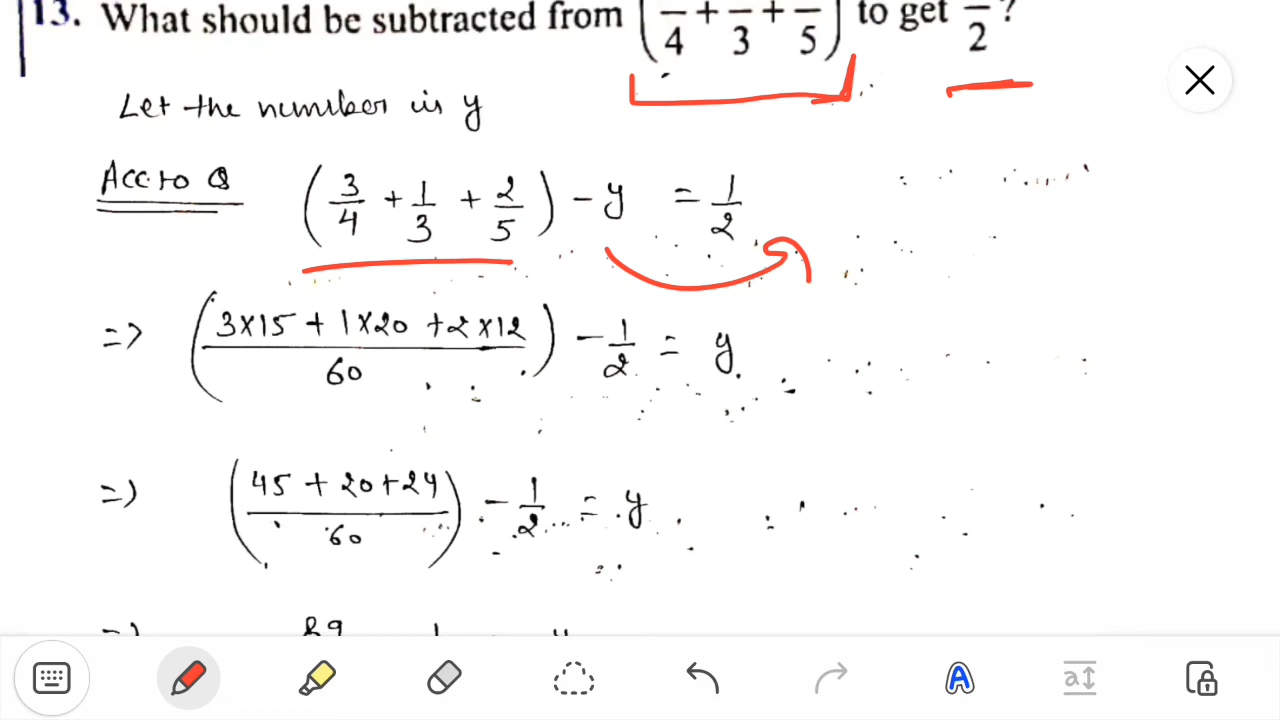 13. What should be subtracted from ( /4 + /3 + /5 ) to get /2 ?
Let the number is y
Acc to Q (3/4 + 1/3 + 2/5) - y = 1/2
=> (3×15 + 1×20 + 2×12 / 60) - 1/2 = y
=> (45 + 20 + 24 / 60) - 1/2 = y
=> 89 1 y